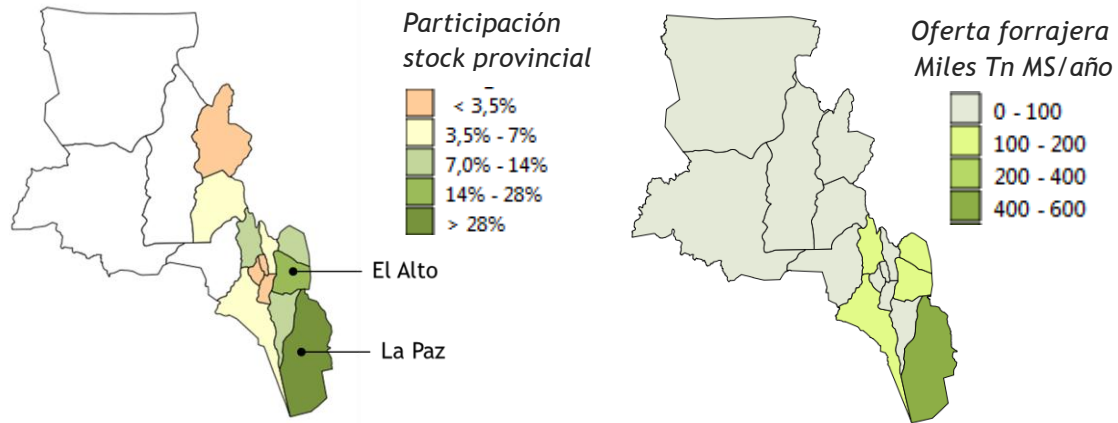 Participación
stock provincial
< 3,5%
3,5% - 7%
7,0% - 14%
14% - 28%
> 28%
El Alto
La Paz
Oferta forrajera
Miles Tn MS/año
0 - 100
100 - 200
200 - 400
400 - 600